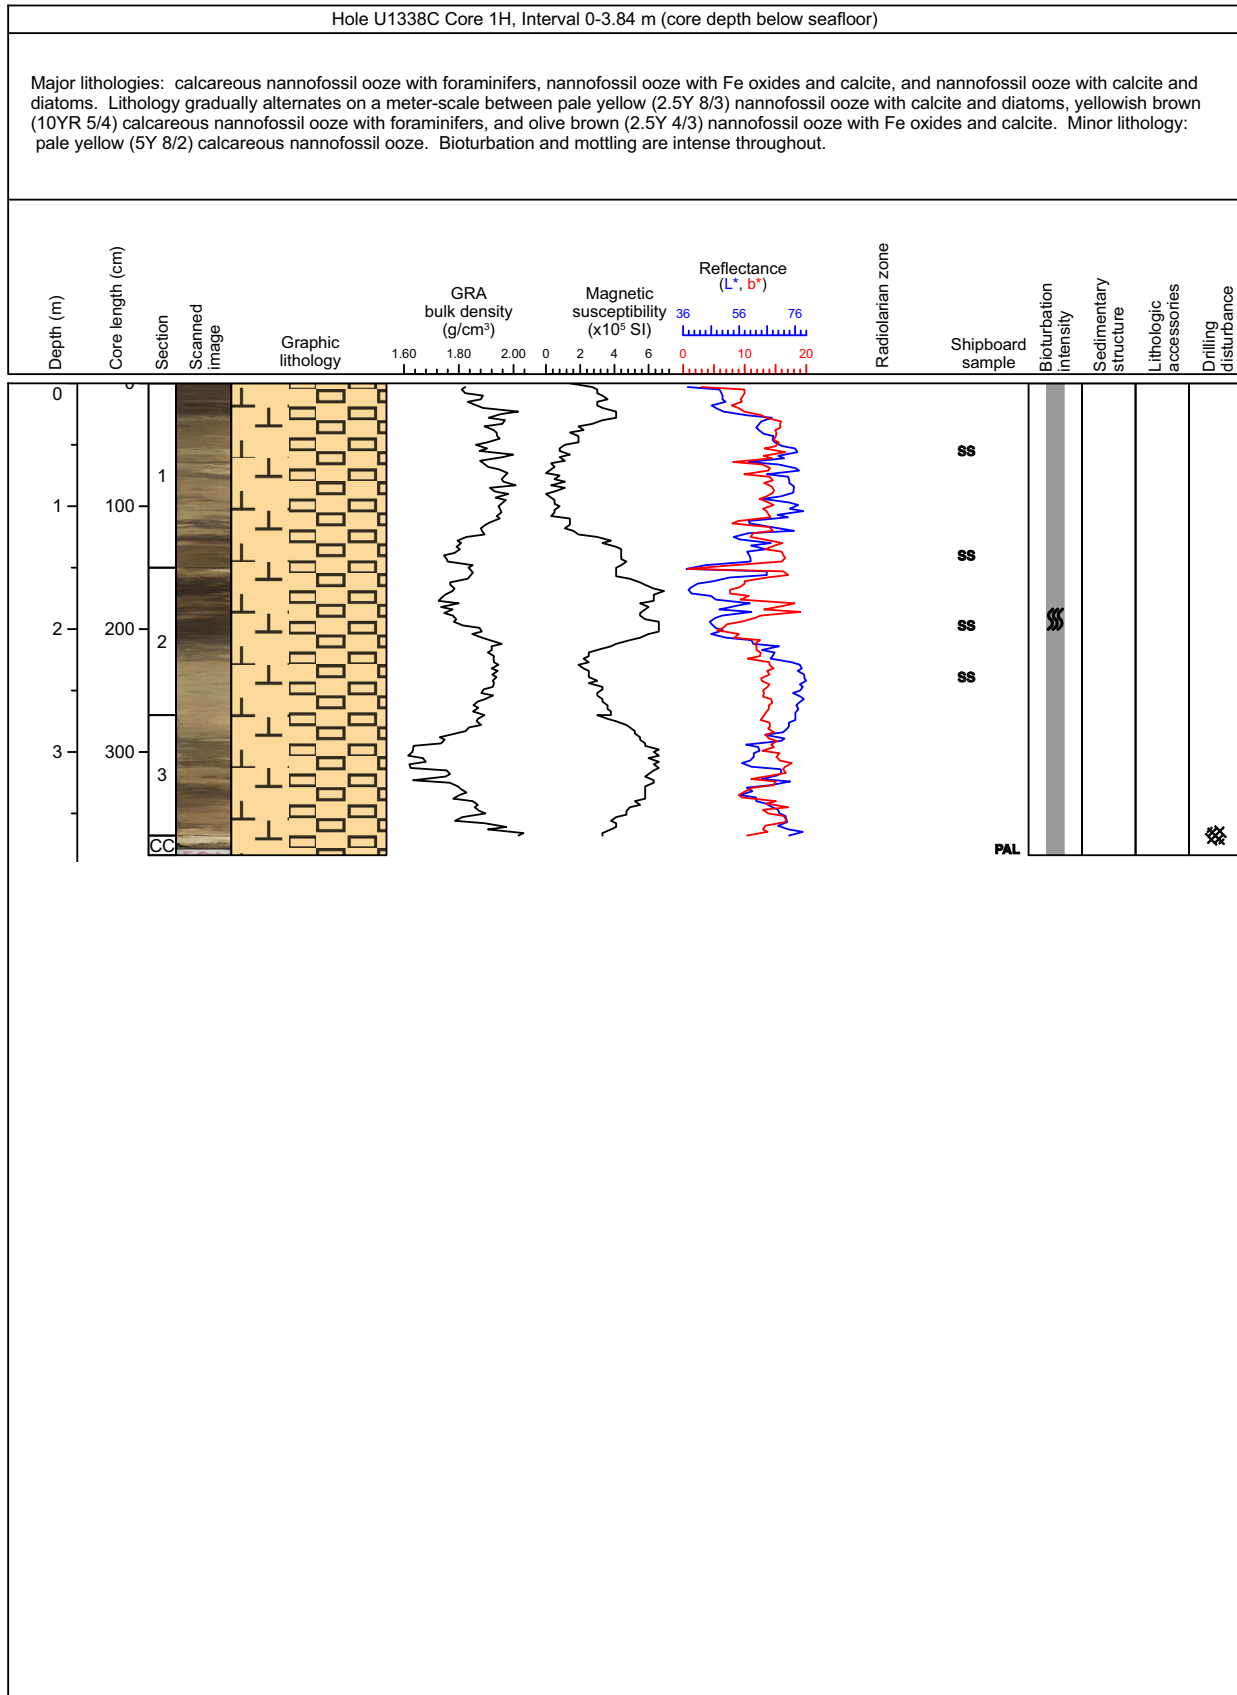 Hole U1338C Core 1H, Interval 0-3.84 m (core depth below seafloor)
Major lithologies: calcareous nannofossil ooze with foraminifers, nannofossil ooze with Fe oxides and calcite, and nannofossil ooze with calcite and
diatoms. Lithology gradually alternates on a meter-scale between pale yellow (2.5Y 8/3) nannofossil ooze with calcite and diatoms, yellowish brown
(10YR 5/4) calcareous nannofossil ooze with foraminifers, and olive brown (2.5Y 4/3) nannofossil ooze with Fe oxides and calcite. Minor lithology:
pale yellow (5Y 8/2) calcareous nannofossil ooze. Bioturbation and mottling are intense throughout.
Depth (m)
Core length (cm)
Section
Scanned
image
Graphic
lithology
GRA
bulk density
(g/cm³)
1.60 1.80 2.00
Magnetic
susceptibility
(x10⁵ SI)
0 2 4 6
Reflectance
(L*, b*)
36 56 76
0 10 20
Radiolarian zone
Shipboard
sample
Bioturbation
intensity
Sedimentary
structure
Lithologic
accessories
Drilling
disturbance
0 0
SS
1
1 100
SS
SS
2 200
2
SS
3 300
3
CC
PAL